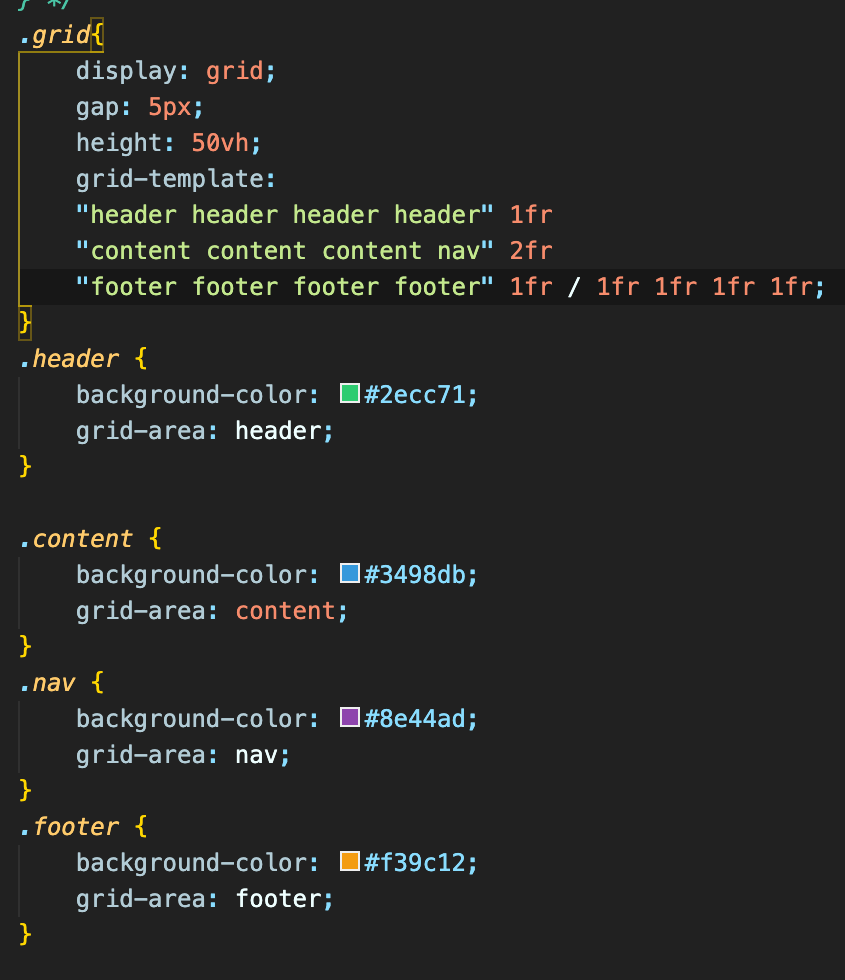 } */
.grid{
    display: grid;
    gap: 5px;
    height: 50vh;
    grid-template:
    "header header header header" 1fr
    "content content content nav" 2fr
    "footer footer footer footer" 1fr / 1fr 1fr 1fr 1fr;
}
.header {
    background-color: #2ecc71;
    grid-area: header;
}

.content {
    background-color: #3498db;
    grid-area: content;
}
.nav {
    background-color: #8e44ad;
    grid-area: nav;
}
.footer {
    background-color: #f39c12;
    grid-area: footer;
}